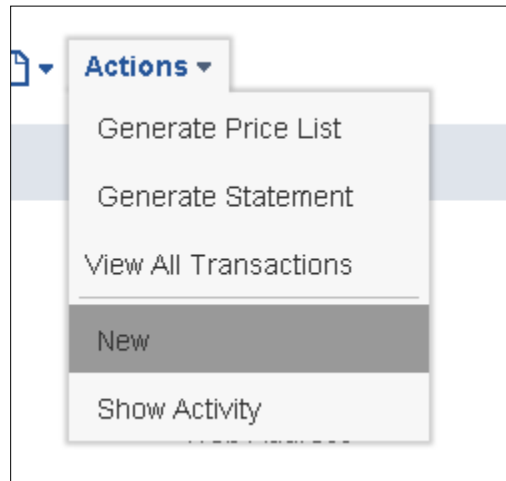 Actions
Generate Price List
Generate Statement
View All Transactions
New
Show Activity